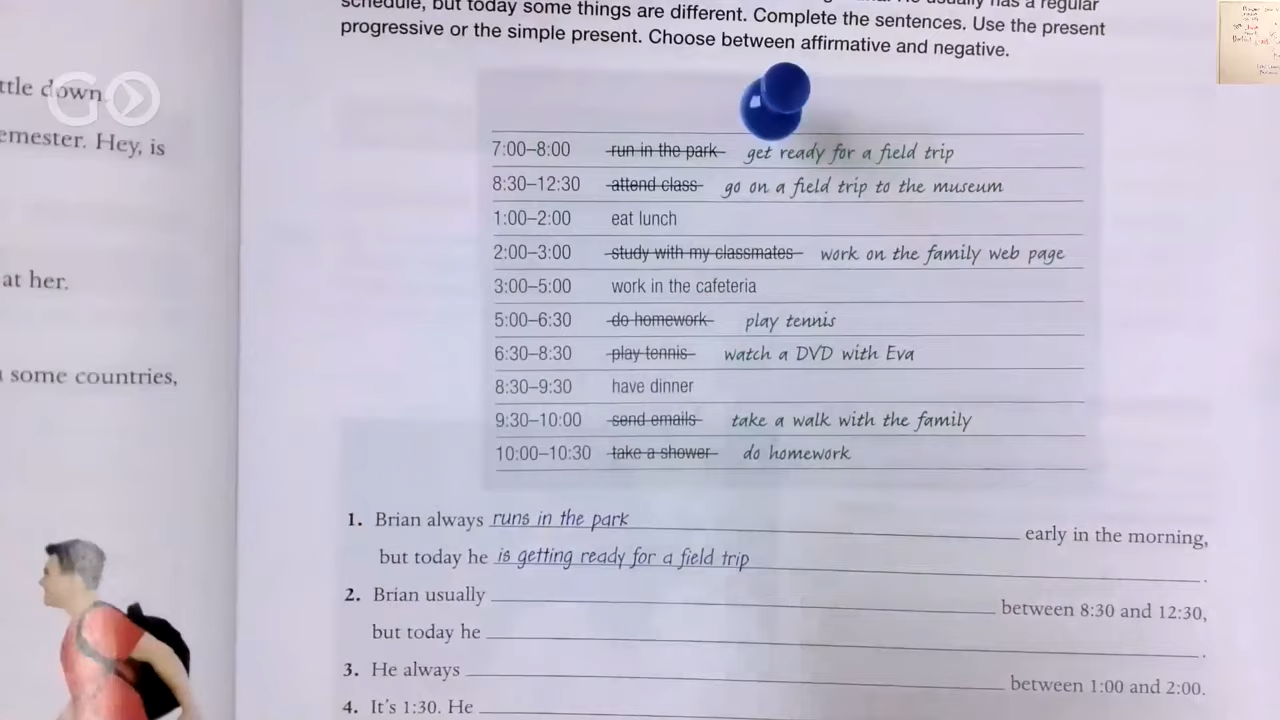 schedule, but today some things are different. Complete the sentences. Use the present
progressive or the simple present. Choose between affirmative and negative.
ttle down.
GO
emester. Hey, is
at her.
some countries,
7:00–8:00 run in the park get ready for a field trip
8:30–12:30 attend class go on a field trip to the museum
1:00–2:00 eat lunch
2:00–3:00 study with my classmates work on the family web page
3:00–5:00 work in the cafeteria
5:00–6:30 do homework play tennis
6:30–8:30 play tennis watch a DVD with Eva
8:30–9:30 have dinner
9:30–10:00 send emails take a walk with the family
10:00–10:30 take a shower do homework
1. Brian always runs in the park early in the morning,
but today he is getting ready for a field trip .
2. Brian usually between 8:30 and 12:30,
but today he .
3. He always between 1:00 and 2:00.
4. It's 1:30. He